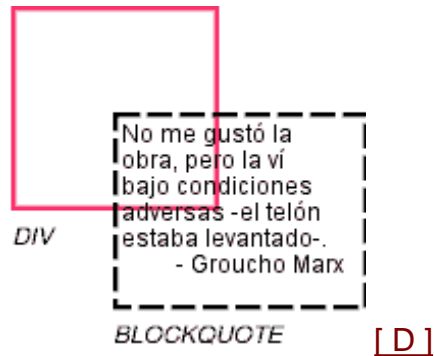 No me gustó la
obra, pero la ví
bajo condiciones
adversas -el telón
estaba levantado-.
- Groucho Marx
DIV
BLOCKQUOTE
[ D ]